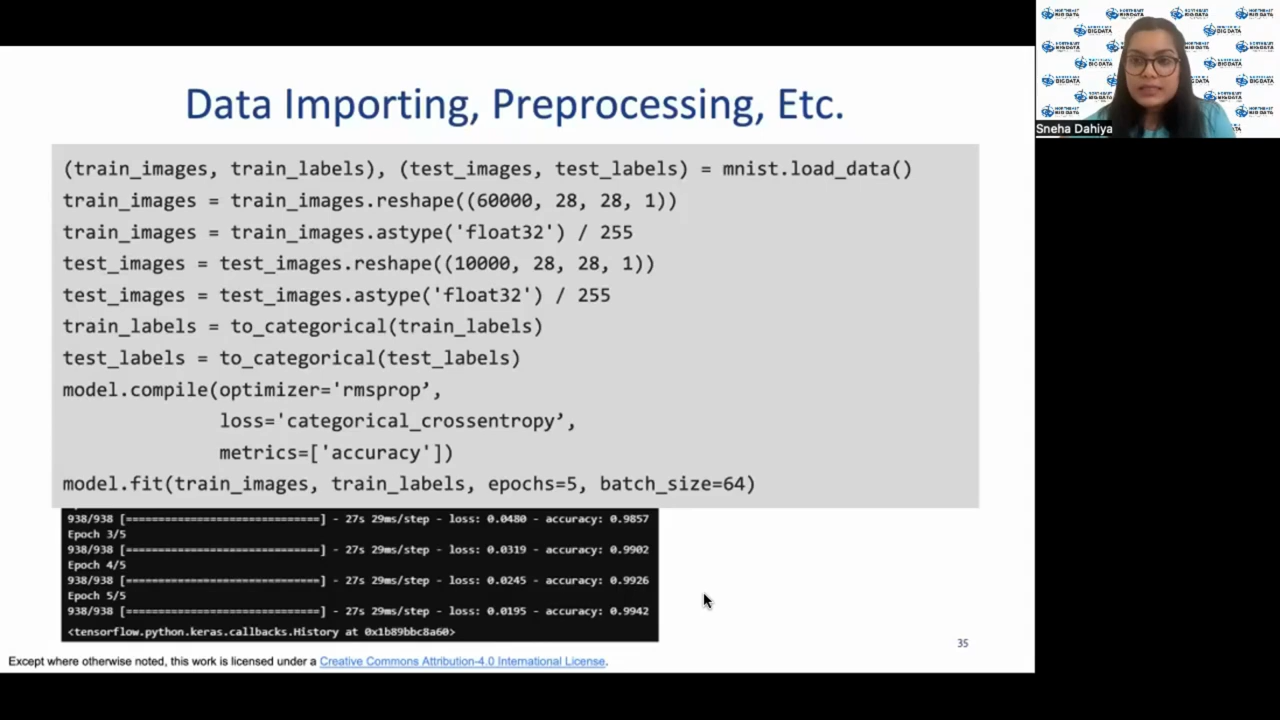 Data Importing, Preprocessing, Etc.
(train_images, train_labels), (test_images, test_labels) = mnist.load_data()
train_images = train_images.reshape((60000, 28, 28, 1))
train_images = train_images.astype('float32') / 255
test_images = test_images.reshape((10000, 28, 28, 1))
test_images = test_images.astype('float32') / 255
train_labels = to_categorical(train_labels)
test_labels = to_categorical(test_labels)
model.compile(optimizer='rmsprop’,
loss='categorical_crossentropy’,
metrics=['accuracy'])
model.fit(train_images, train_labels, epochs=5, batch_size=64)
938/938 [==============================] - 27s 29ms/step - loss: 0.0480 - accuracy: 0.9857
Epoch 3/5
938/938 [==============================] - 27s 29ms/step - loss: 0.0319 - accuracy: 0.9902
Epoch 4/5
938/938 [==============================] - 27s 29ms/step - loss: 0.0245 - accuracy: 0.9926
Epoch 5/5
938/938 [==============================] - 27s 29ms/step - loss: 0.0195 - accuracy: 0.9942
<tensorflow.python.keras.callbacks.History at 0x1b89bbc8a60>
35
Except where otherwise noted, this work is licensed under a Creative Commons Attribution-4.0 International License.
NORTHEAST
BIG DATA
Sneha Dahiya